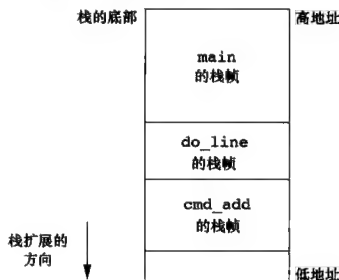 栈的底部
高地址
main
的栈帧
do_line
的栈帧
cmd_add
的栈帧
栈扩展的
方向
低地址